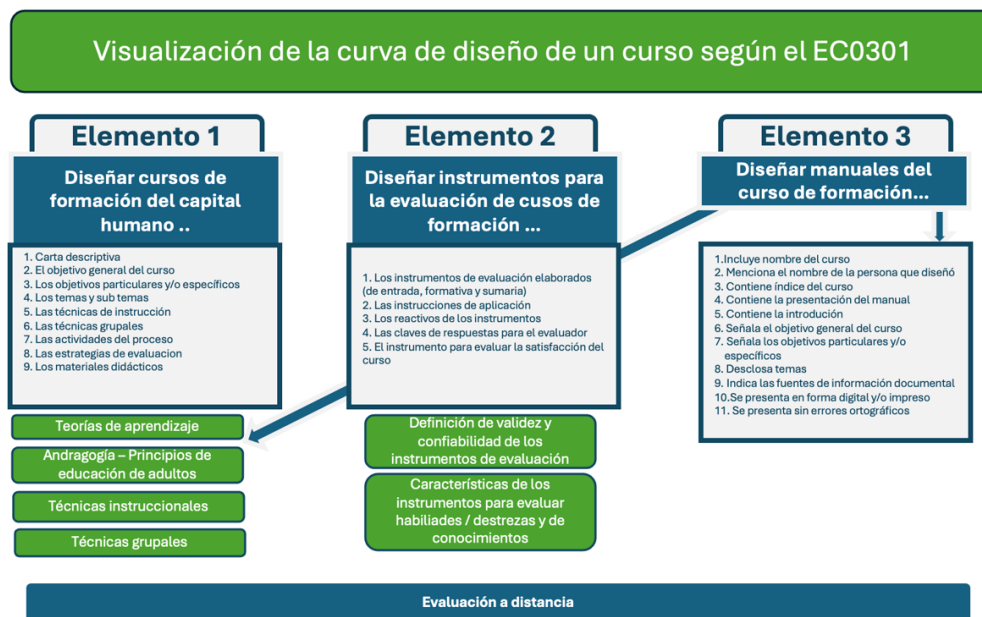 Visualización de la curva de diseño de un curso según el EC0301
Elemento 1
Diseñar cursos de
formación del capital
humano ..
1. Carta descriptiva
2. El objetivo general del curso
3. Los objetivos particulares y/o específicos
4. Los temas y sub temas
5. Las técnicas de instrucción
6. Las técnicas grupales
7. Las actividades del proceso
8. Las estrategias de evaluacion
9. Los materiales didácticos
Teorías de aprendizaje
Andragogía – Principios de
educación de adultos
Técnicas instruccionales
Técnicas grupales
Elemento 2
Diseñar instrumentos para
la evaluación de cusos de
formación ...
1. Los instrumentos de evaluación elaborados
(de entrada, formativa y sumaria)
2. Las instrucciones de aplicación
3. Los reactivos de los instrumentos
4. Las claves de respuestas para el evaluador
5. El instrumento para evaluar la satisfacción del
curso
Definición de validez y
confiabilidad de los
instrumentos de evaluación
Características de los
instrumentos para evaluar
habiliades / destrezas y de
conocimientos
Elemento 3
Diseñar manuales del
curso de formación...
1.Incluye nombre del curso
2. Menciona el nombre de la persona que diseñó
3. Contiene índice del curso
4. Contiene la presentación del manual
5. Contiene la introdución
6. Señala el objetivo general del curso
7. Señala los objetivos particulares y/o
específicos
8. Desclosa temas
9. Indica las fuentes de información documental
10.Se presenta en forma digital y/o impreso
11. Se presenta sin errores ortográficos
Evaluación a distancia